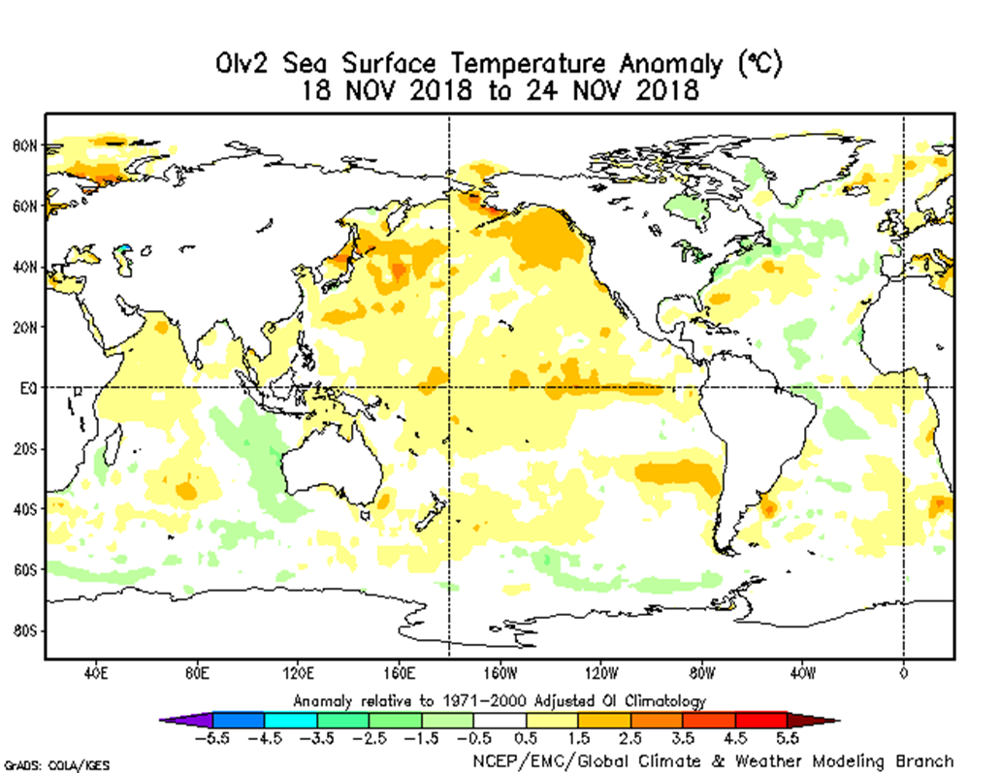 OIv2 Sea Surface Temperature Anomaly (°C)
18 NOV 2018 to 24 NOV 2018
80N
60N
40N
20N
EQ
20S
40S
60S
80S
40E 80E 120E 160E 160W 120W 80W 40W 0
Anomaly relative to 1971-2000 Adjusted OI Climatology
-5.5 -4.5 -3.5 -2.5 -1.5 -0.5 0.5 1.5 2.5 3.5 4.5 5.5
NCEP/EMC/Global Climate & Weather Modeling Branch
GrADS: COLA/IGES